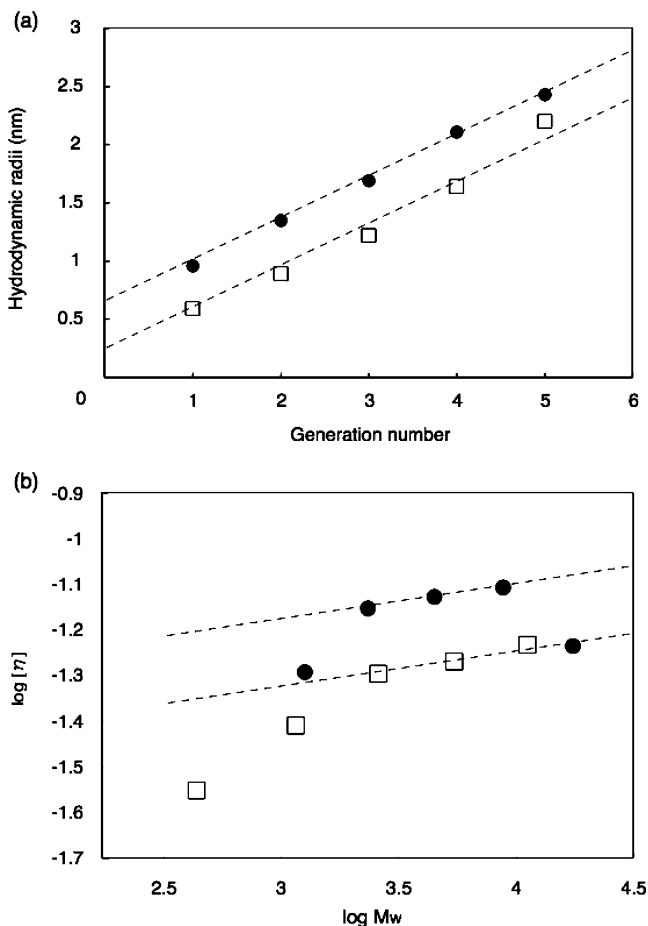 (a)
3
2.5
2
1.5
1
0.5
0
1 2 3 4 5 6
Hydrodynamic radii (nm)
Generation number
(b)
-0.9
-1
-1.1
-1.2
-1.3
-1.4
-1.5
-1.6
-1.7
2.5 3 3.5 4 4.5
log [η]
log Mw